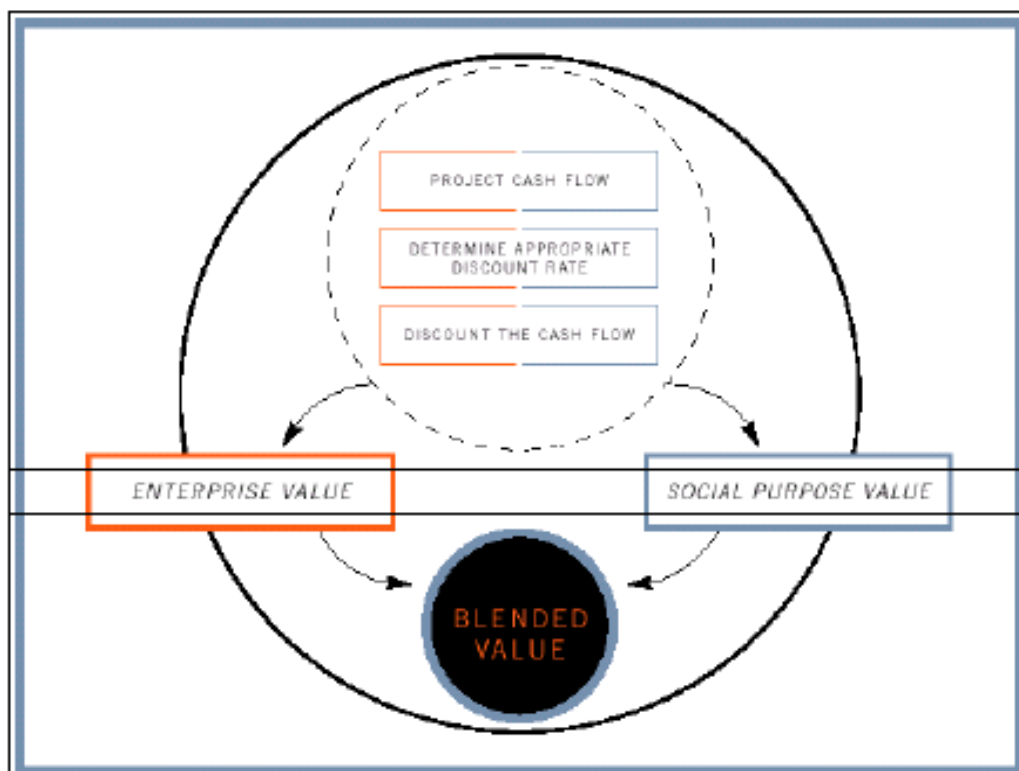 PROJECT CASH FLOW
DETERMINE APPROPRIATE
DISCOUNT RATE
DISCOUNT THE CASH FLOW
ENTERPRISE VALUE
SOCIAL PURPOSE VALUE
BLENDED
VALUE